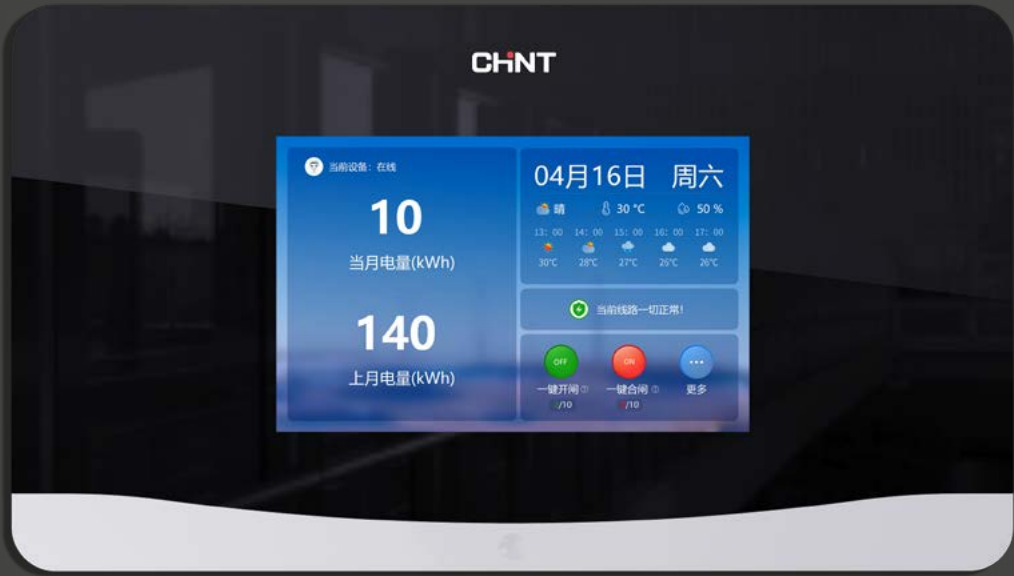 CHINT
当前设备：在线
10
当月电量(kWh)
140
上月电量(kWh)
04月16日 周六
晴 30 °C 50 %
13：00 14：00 15：00 16：00 17：00
30°C 28°C 27°C 26°C 26°C
当前线路一切正常!
OFF ON
一键开闸 一键合闸 更多
/10 /10